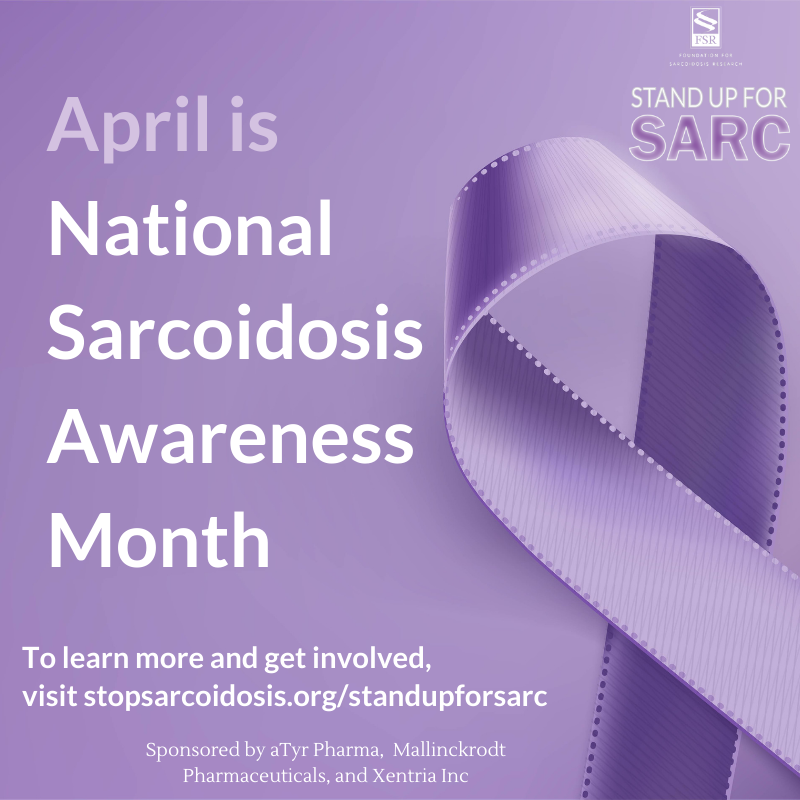 FSR
FOUNDATION FOR
SARCOIDOSIS RESEARCH
STAND UP FOR
SARC
April is
National
Sarcoidosis
Awareness
Month
To learn more and get involved,
visit stopsarcoidosis.org/standupforsarc
Sponsored by aTyr Pharma, Mallinckrodt
Pharmaceuticals, and Xentria Inc